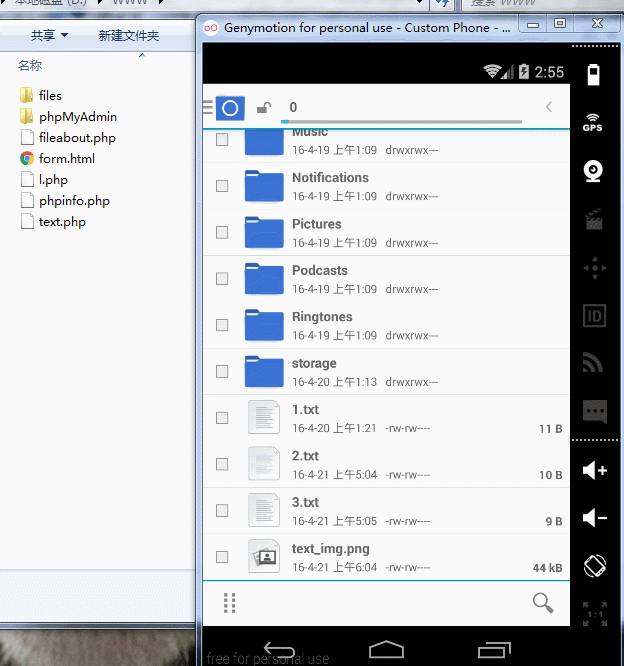 本地磁盘 (D:) ▸ WWW ▸
搜索 WWW
共享
新建文件夹
名称
files
phpMyAdmin
fileabout.php
form.html
l.php
phpinfo.php
text.php
Genymotion for personal use - Custom Phone - ...
2:55
0
Music
16-4-19 上午1:09 drwxrwx---
Notifications
16-4-19 上午1:09 drwxrwx---
Pictures
16-4-19 上午1:09 drwxrwx---
Podcasts
16-4-19 上午1:09 drwxrwx---
Ringtones
16-4-19 上午1:09 drwxrwx---
storage
16-4-20 上午1:13 drwxrwx---
1.txt
16-4-20 上午1:21 -rw-rw----
11 B
2.txt
16-4-21 上午5:04 -rw-rw----
10 B
3.txt
16-4-21 上午5:05 -rw-rw----
9 B
text_img.png
16-4-21 上午6:04 -rw-rw----
44 kB
GPS
ID
1:1
free for personal use